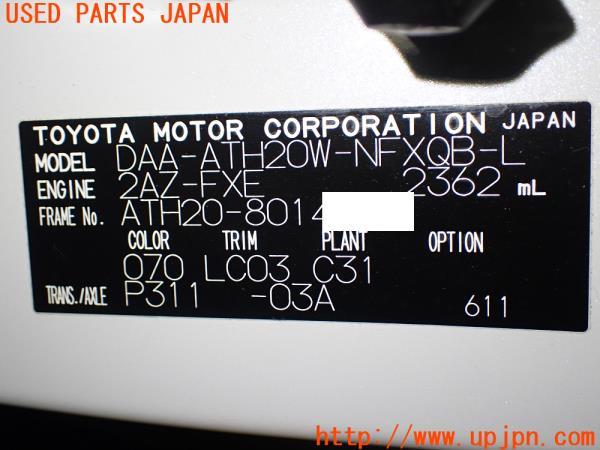 USED PARTS JAPAN
TOYOTA MOTOR CORPORATION JAPAN
MODEL DAA-ATH20W-NFXQB-L
ENGINE 2AZ-FXE 2362 mL
FRAME No. ATH20-8014
COLOR TRIM PLANT OPTION
070 LC03 C31
TRANS./AXLE P311 -03A 611
http://www.upjpn.com